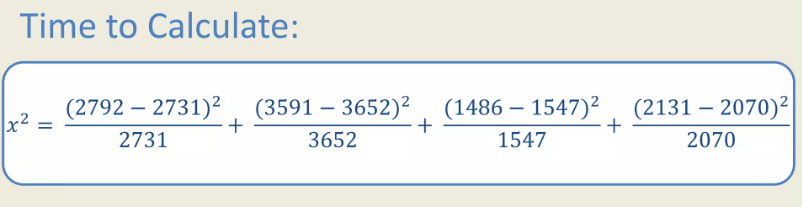 Time to Calculate:
x² = (2792 − 2731)²/2731 + (3591 − 3652)²/3652 + (1486 − 1547)²/1547 + (2131 − 2070)²/2070